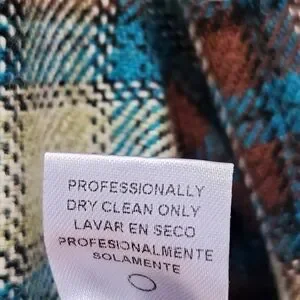 PROFESSIONALLY
DRY CLEAN ONLY
LAVAR EN SECO
PROFESIONALMENTE
SOLAMENTE